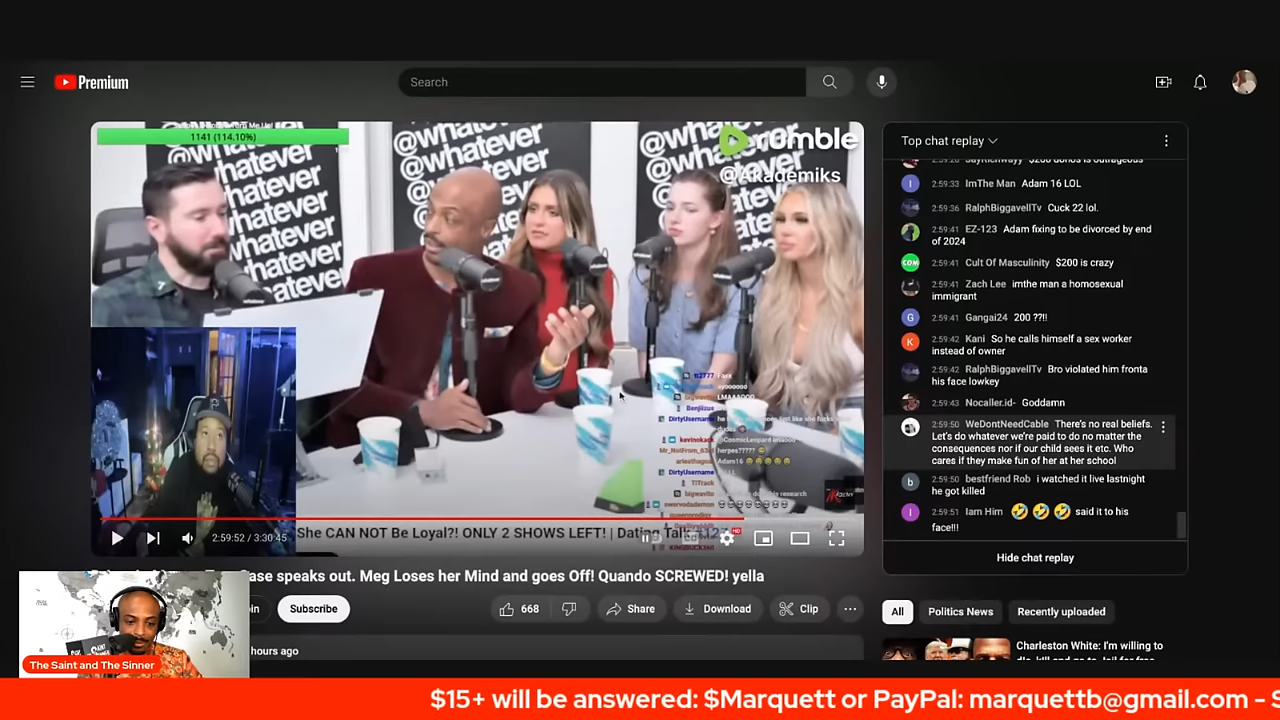 Premium
Search
1141 (114.10%)
@whatever
@whatever
@whatever
whatever
whatever
whatever
rumble
@Akademiks
Top chat replay
2:59:33 ImThe Man Adam 16 LOL
2:59:36 RalphBiggavellTv Cuck 22 lol.
2:59:41 EZ-123 Adam fixing to be divorced by end
of 2024
2:59:41 Cult Of Masculinity $200 is crazy
2:59:41 Zach Lee imthe man a homosexual
immigrant
2:59:41 Gangai24 200 ??!!
2:59:42 Kani So he calls himself a sex worker
instead of owner
2:59:42 RalphBiggavellTv Bro violated him fronta
his face lowkey
2:59:43 Nocaller.id- Goddamn
2:59:50 WeDontNeedCable There's no real beliefs.
Let's do whatever we're paid to do no matter the
consequences nor if our child sees it etc. Who
cares if they make fun of her at her school
2:59:50 bestfriend Rob i watched it live lastnight
he got killed
2:59:51 Iam Him 🤣🤣🤣 said it to his
face!!!
Hide chat replay
LMAAAOOO
Benjiizus
DirtyUsername
DirtyUsername
2:59:52 / 3:30:45
She CAN NOT Be Loyal?! ONLY 2 SHOWS LEFT! |
HD
ase speaks out. Meg Loses her Mind and goes Off! Quando SCREWED! yella
Subscribe
668
Share
Download
Clip
hours ago
All
Politics News
Recently uploaded
Charleston White: I'm willing to
The Saint and The Sinner
$15+ will be answered: $Marquett or PayPal: marquettb@gmail.com - S